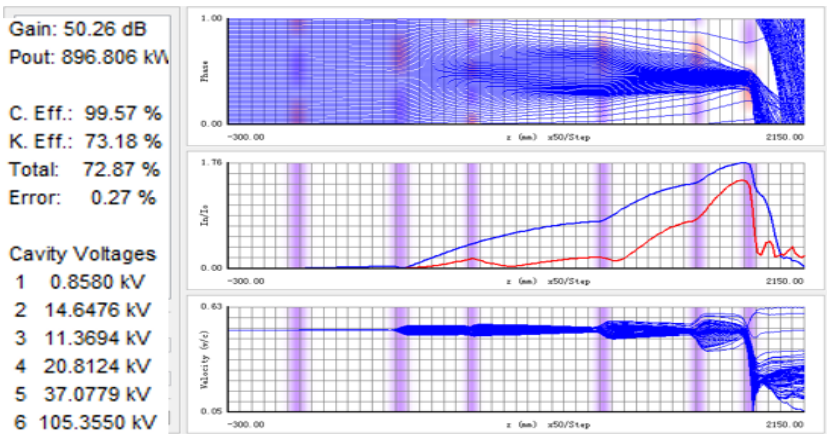 Gain: 50.26 dB
Pout: 896.806 kW
C. Eff.: 99.57 %
K. Eff.: 73.18 %
Total: 72.87 %
Error: 0.27 %
Cavity Voltages
1 0.8580 kV
2 14.6476 kV
3 11.3694 kV
4 20.8124 kV
5 37.0779 kV
6 105.3550 kV
1.00
Phase
0.00
-300.00 z (mm) x50/Step 2150.00
1.76
In/Io
0.00
-300.00 z (mm) x50/Step 2150.00
0.63
Velocity (v/c)
0.05
-300.00 z (mm) x50/Step 2150.00